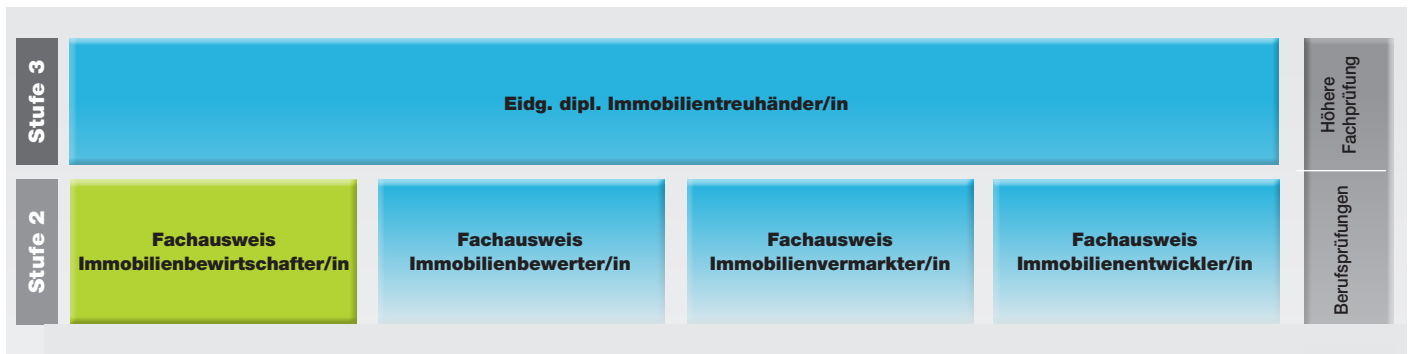 Stufe 3
Eidg. dipl. Immobilientreuhänder/in
Höhere
Fachprüfung
Stufe 2
Fachausweis
Immobilienbewirtschafter/in
Fachausweis
Immobilienbewerter/in
Fachausweis
Immobilienvermarkter/in
Fachausweis
Immobilienentwickler/in
Berufsprüfungen